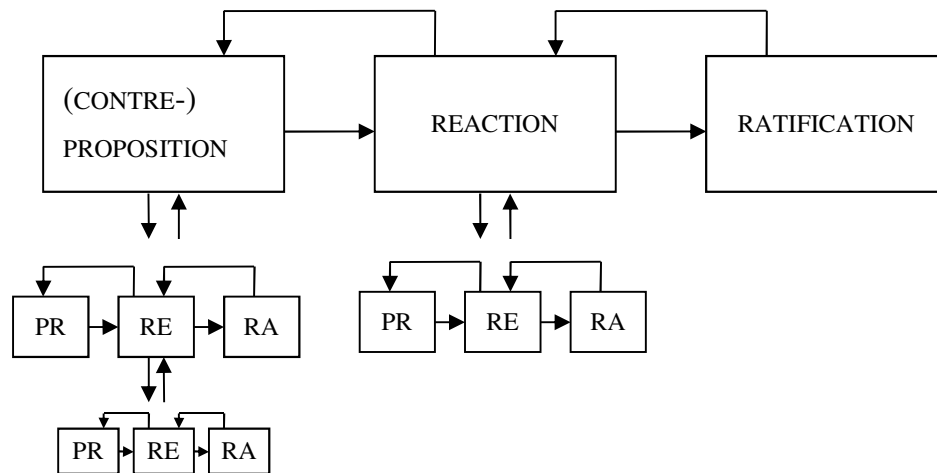 (CONTRE-)
PROPOSITION
REACTION
RATIFICATION
PR
RE
RA
PR
RE
RA
PR
RE
RA